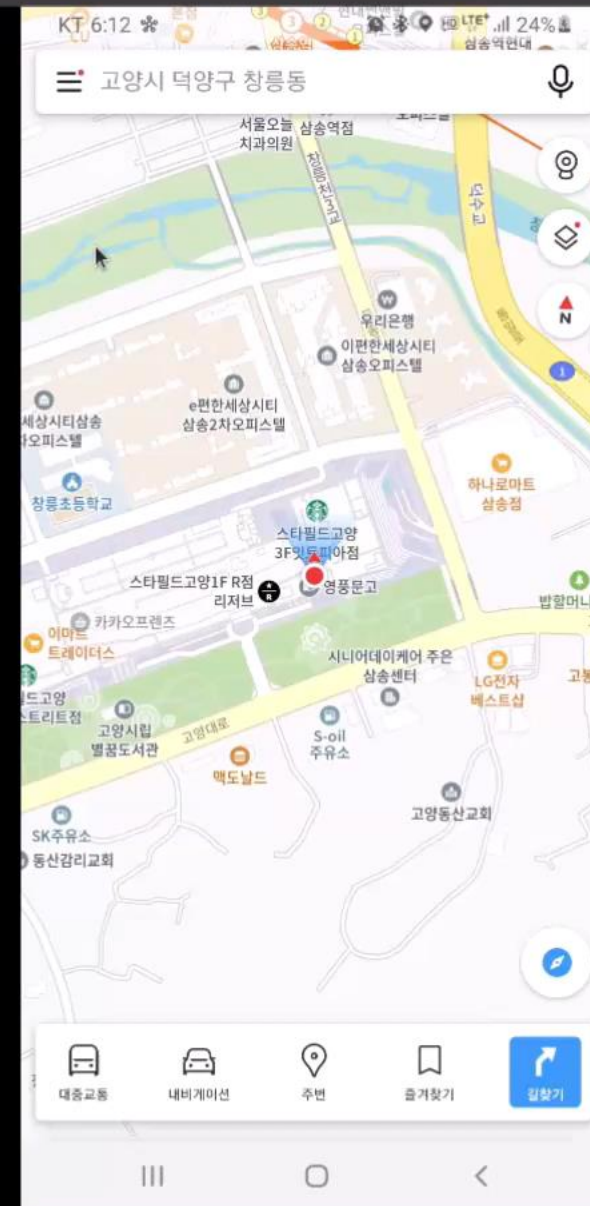 KT 6:12
LTE+ 24%
고양시 덕양구 창릉동
서울오늘
치과의원
삼송역점
창릉천3교
덕수교
우리은행
이편한세상시티
삼송오피스텔
1
N
e편한세상시티
삼송2차오피스텔
세상시티삼송
차오피스텔
창릉초등학교
하나로마트
삼송점
스타필드고양
3F잇토피아점
스타필드고양1F R점
리저브
영풍문고
카카오프렌즈
이마트
트레이더스
밥할머니
시니어데이케어 주은
삼송센터
LG전자
베스트샵
드고양
스트리트점
고양시립
별꿈도서관
고양대로
S-oil
주유소
맥도날드
고양동산교회
SK주유소
동산감리교회
대중교통
내비게이션
주변
즐겨찾기
길찾기